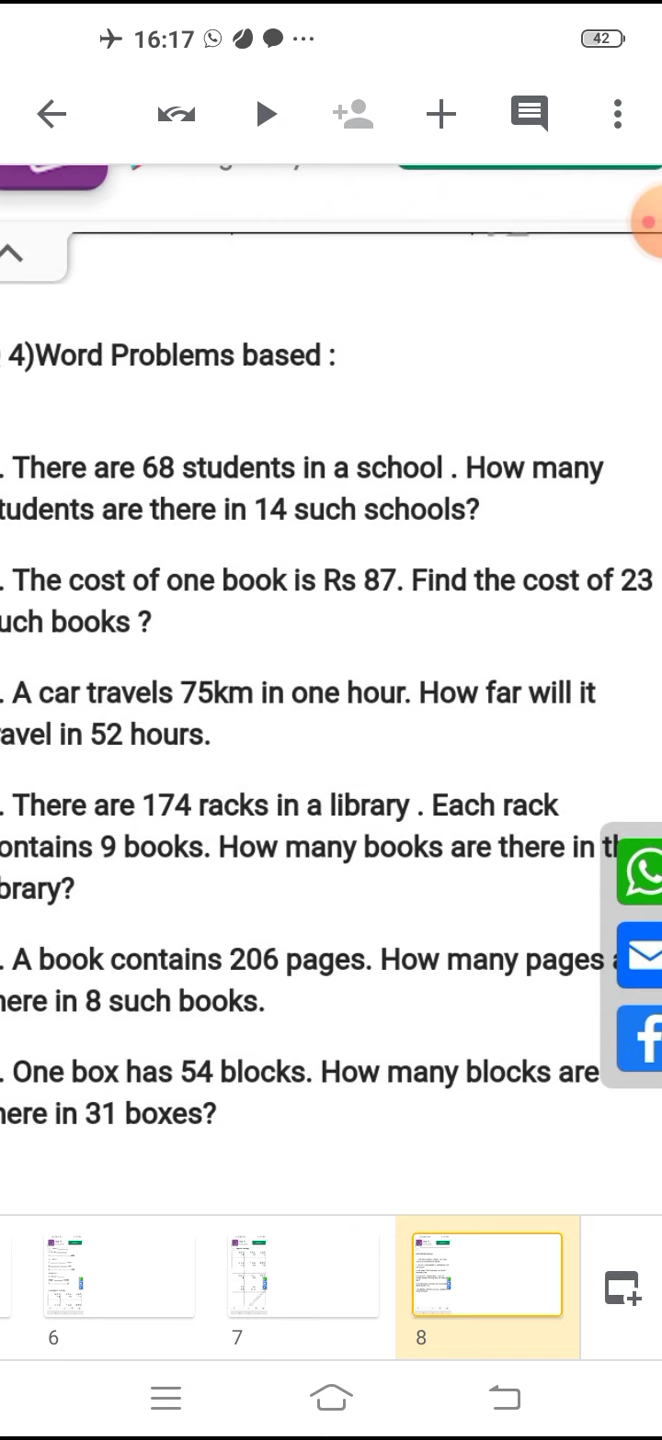 16:17
42
4)Word Problems based :
. There are 68 students in a school . How many
tudents are there in 14 such schools?
. The cost of one book is Rs 87. Find the cost of 23
uch books ?
. A car travels 75km in one hour. How far will it
avel in 52 hours.
. There are 174 racks in a library . Each rack
ontains 9 books. How many books are there in th
brary?
. A book contains 206 pages. How many pages a
here in 8 such books.
. One box has 54 blocks. How many blocks are
here in 31 boxes?
6 7 8